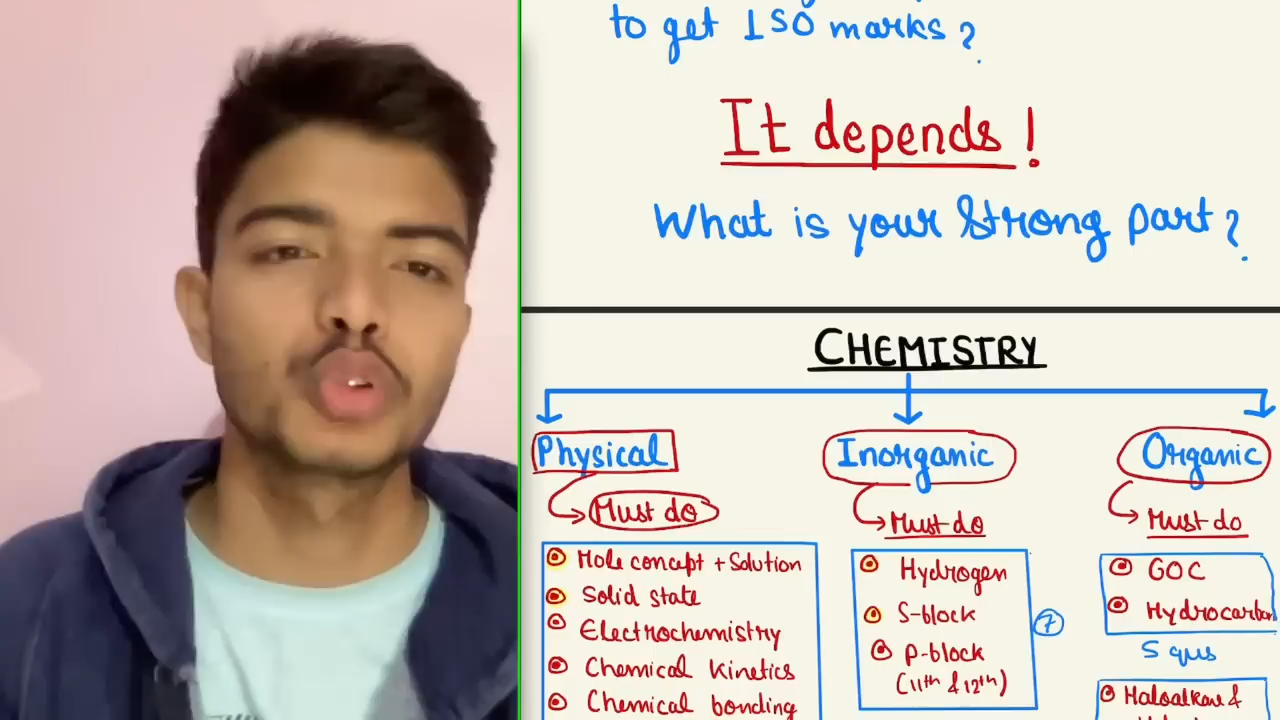 to get 150 marks?
It depends!
What is your strong part?
CHEMISTRY
Physical
Must do
Mole concept + Solution
Solid state
Electrochemistry
Chemical Kinetics
Chemical bonding
Inorganic
Must do
Hydrogen
S-block
P-block
(11th & 12th)
7
Organic
Must do
GOC
Hydrocarbon
5 qus
Haloalkane &